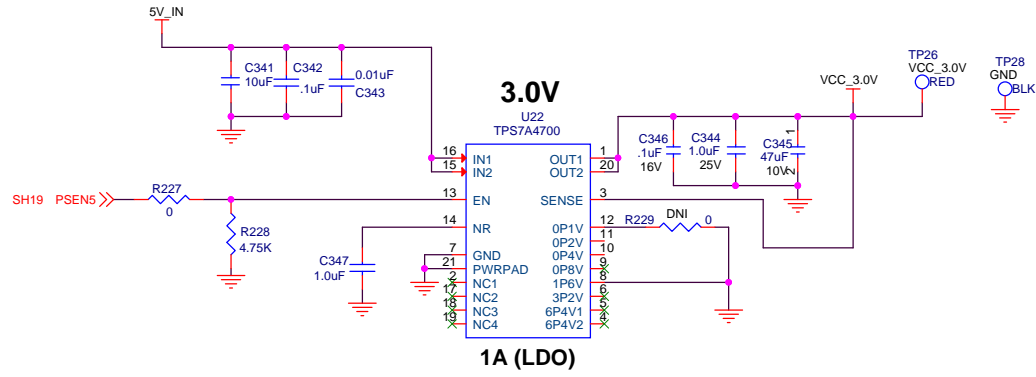 5V_IN
C341
10uF
C342
.1uF
0.01uF
C343
3.0V
U22
TPS7A4700
VCC_3.0V
TP26
VCC_3.0V
RED
TP28
GND
BLK
16
IN1
15
IN2
13
EN
14
NR
7
GND
21
PWRPAD
2
NC1
17
NC2
18
NC3
19
NC4
OUT1
1
OUT2
20
SENSE
3
0P1V
12
0P2V
11
0P4V
10
0P8V
9
1P6V
8
3P2V
6
6P4V1
5
6P4V2
4
C346
.1uF
16V
C344
1.0uF
25V
C345
47uF
10V
1
2
SH19 PSEN5
R227
0
R228
4.75K
C347
1.0uF
R229
DNI
0
1A (LDO)